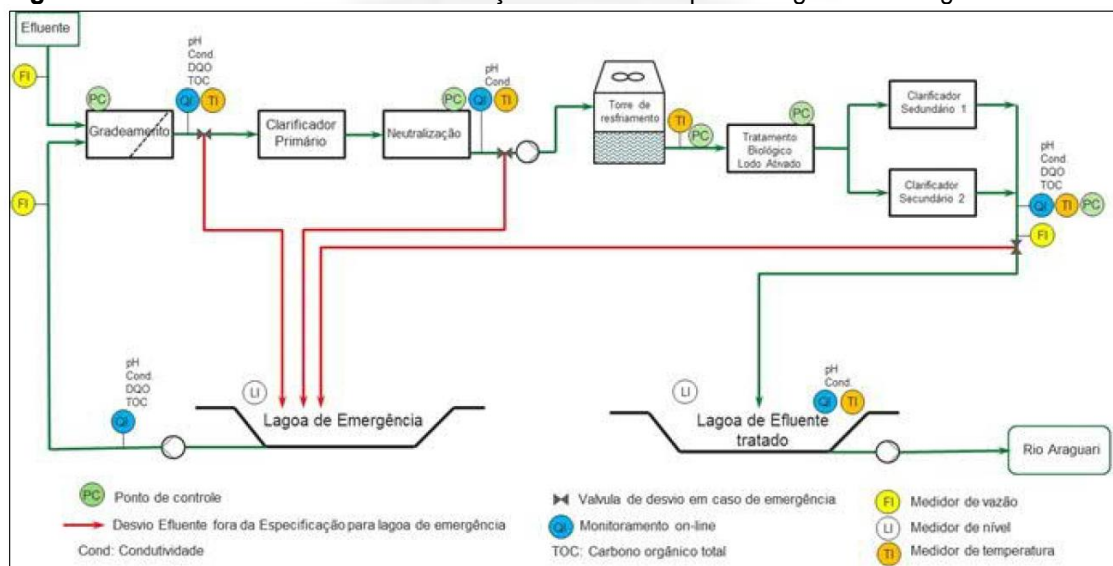 Efluente
FI
PC
Gradeamento
pH
Cond.
DQO
TOC
QI
TI
Clarificador
Primário
PC
Neutralização
pH
Cond.
QI
TI
Torre de
resfriamento
TI
PC
PC
Tratamento
Biológico
Lodo Ativado
Clarificador
Sedundário 1
Clarificador
Secundário 2
pH
Cond.
DQO
TOC
QI
TI
PC
FI
FI
pH
Cond.
DQO
TOC
QI
LI
Lagoa de Emergência
LI
Lagoa de Efluente
tratado
pH
Cond.
QI
TI
Rio Araguari
PC Ponto de controle
Desvio Efluente fora da Especificação para lagoa de emergência
Cond: Condutividade
Valvula de desvio em caso de emergência
QI Monitoramento on-line
TOC: Carbono orgânico total
FI Medidor de vazão
LI Medidor de nível
TI Medidor de temperatura